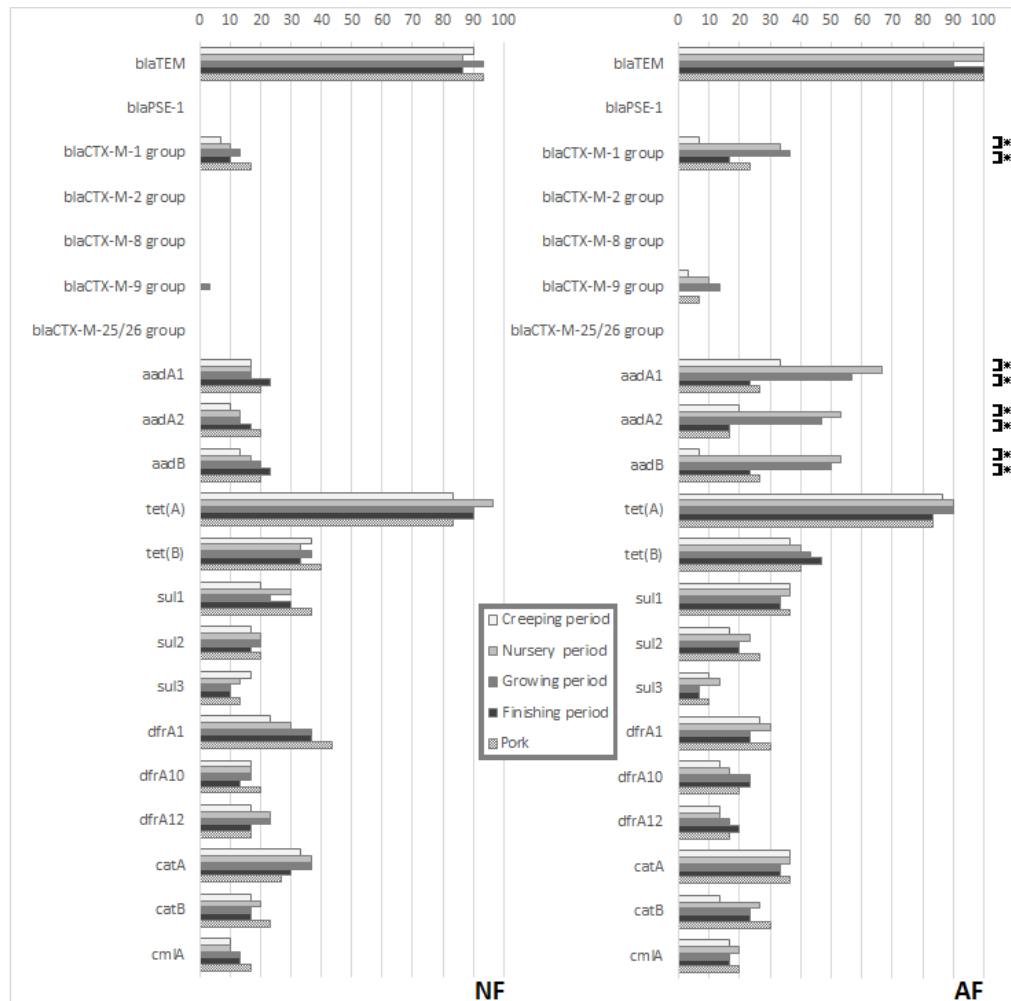 0 10 20 30 40 50 60 70 80 90 100
blaTEM
blaPSE-1
blaCTX-M-1 group
blaCTX-M-2 group
blaCTX-M-8 group
blaCTX-M-9 group
blaCTX-M-25/26 group
aadA1
aadA2
aadB
tet(A)
tet(B)
sul1
sul2
sul3
dfrA1
dfrA10
dfrA12
catA
catB
cmlA
NF
Creeping period
Nursery period
Growing period
Finishing period
Pork
0 10 20 30 40 50 60 70 80 90 100
blaTEM
blaPSE-1
blaCTX-M-1 group
*
*
blaCTX-M-2 group
blaCTX-M-8 group
blaCTX-M-9 group
blaCTX-M-25/26 group
aadA1
*
*
aadA2
*
*
aadB
*
*
tet(A)
tet(B)
sul1
sul2
sul3
dfrA1
dfrA10
dfrA12
catA
catB
cmlA
AF